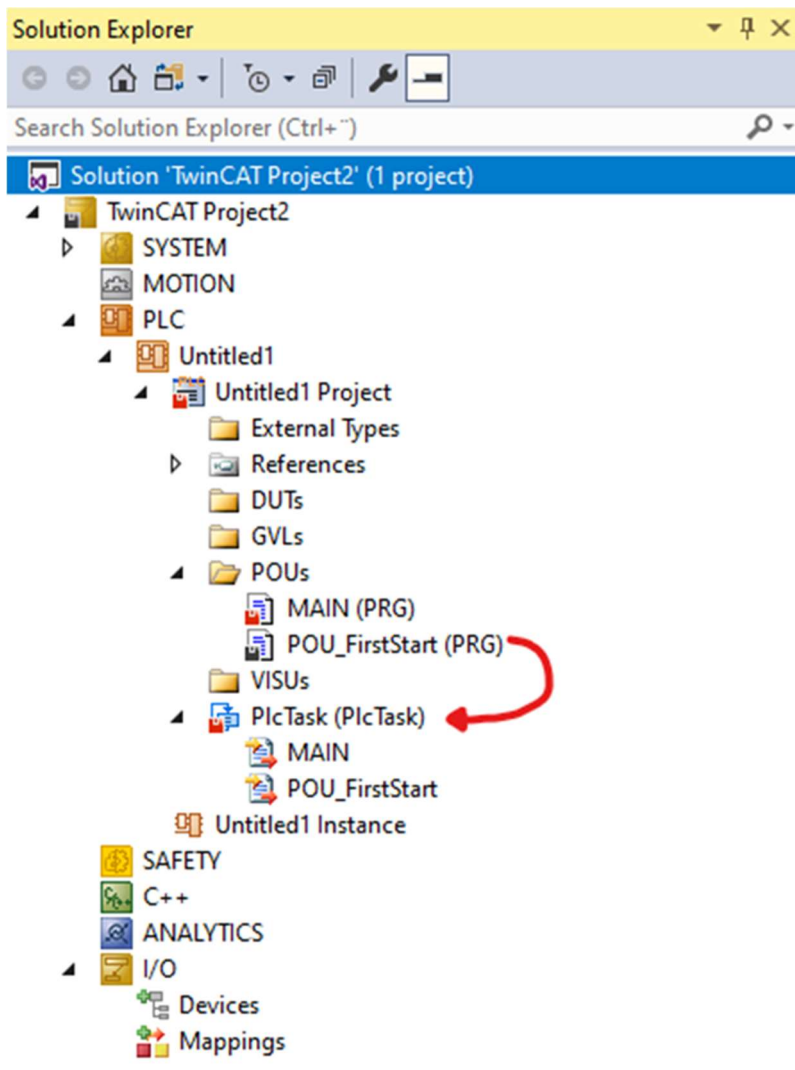 Solution Explorer
Search Solution Explorer (Ctrl+¨)
Solution 'TwinCAT Project2' (1 project)
TwinCAT Project2
SYSTEM
MOTION
PLC
Untitled1
Untitled1 Project
External Types
References
DUTs
GVLs
POUs
MAIN (PRG)
POU_FirstStart (PRG)
VISUs
PlcTask (PlcTask)
MAIN
POU_FirstStart
Untitled1 Instance
SAFETY
C++
ANALYTICS
I/O
Devices
Mappings